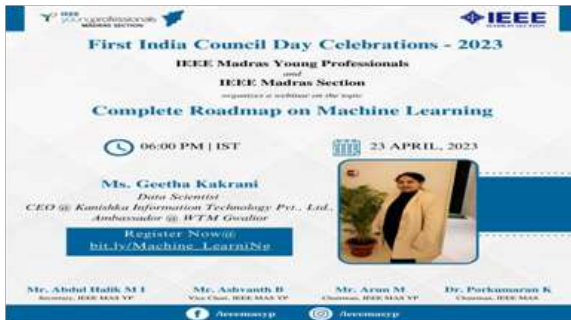 IEEE
youngprofessionals
MADRAS SECTION
IEEE
MADRAS SECTION
First India Council Day Celebrations - 2023
IEEE Madras Young Professionals
and
IEEE Madras Section
organizes a webinar on the topic
Complete Roadmap on Machine Learning
06:00 PM | IST
23 APRIL, 2023
Ms. Geetha Kakrani
Data Scientist
CEO @ Kanishka Information Technology Pvt., Ltd.,
Ambassador @ WTM Gwalior
Register Now@
bit.ly/Machine_LearniNg
Mr. Abdul Halik M I
Secretary, IEEE MAS YP
Mr. Ashvanth B
Vice Chair, IEEE MAS YP
Mr. Arun M
Chairman, IEEE MAS YP
Dr. Porkumaran K
Chairman, IEEE MAS
/ieeemasyp
/ieeemasyp